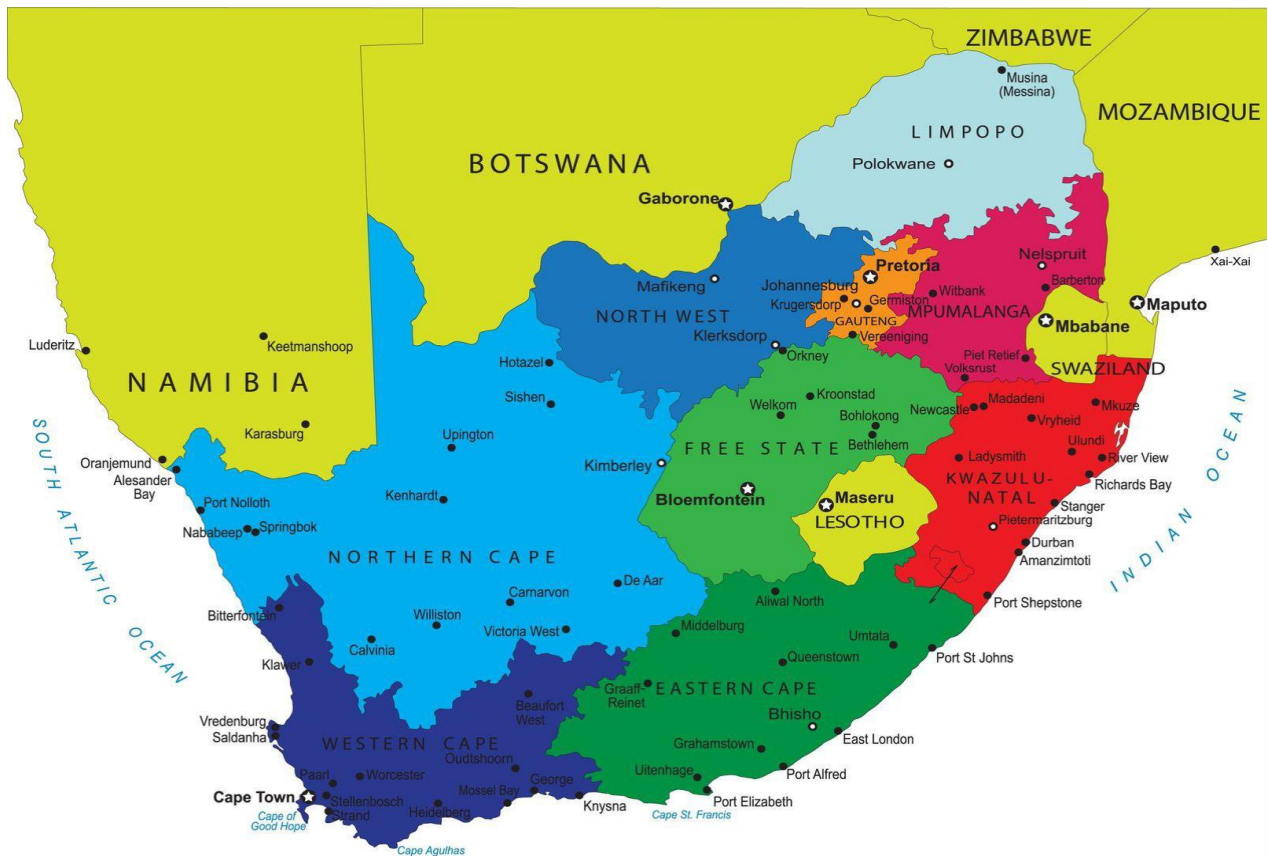 ZIMBABWE
Musina
(Messina)
MOZAMBIQUE
LIMPOPO
Polokwane
BOTSWANA
Gaborone
Pretoria
Nelspruit
Xai-Xai
Mafikeng
Johannesburg
Krugersdorp
Germiston
Witbank
Barberton
Maputo
NORTH WEST
GAUTENG
MPUMALANGA
Mbabane
Klerksdorp
Vereeniging
Orkney
Luderitz
Keetmanshoop
Hotazel
Piet Retief
SWAZILAND
Volksrust
NAMIBIA
Sishen
Kroonstad
Welkom
Bohlokong
Newcastle
Madadeni
Mkuze
Vryheid
Karasburg
Upington
FREE STATE
Bethlehern
Ulundi
Oranjemund
Alesander
Bay
Kimberley
Ladysmith
River View
KWAZULU-
NATAL
Richards Bay
Port Nolloth
Kenhardt
Bloemfontein
Maseru
LESOTHO
Stanger
Pietermaritzburg
Nababeep
Springbok
Durban
Amanzimtoti
NORTHERN CAPE
De Aar
Carnarvon
Aliwal North
Port Shepstone
Bitterfontein
Williston
Victoria West
Middelburg
Umtata
Calvinia
Port St Johns
Klawer
Queenstown
Graaff-
Reinet
EASTERN CAPE
Beaufort
West
Bhisho
Vredenburg
Saldanha
East London
WESTERN CAPE
Grahamstown
Oudtshoorn
Paarl
Worcester
Uitenhage
Port Alfred
George
Cape Town
Stellenbosch
Strand
Heidelberg
Mossel Bay
Knysna
Port Elizabeth
Cape of
Good Hope
Cape St. Francis
Cape Agulhas
SOUTH ATLANTIC OCEAN
INDIAN OCEAN